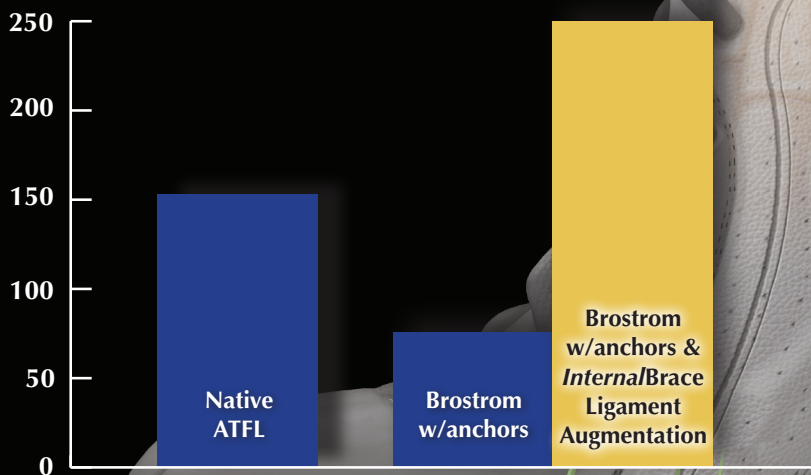 250
200
150
100
50
0
Native
ATFL
Brostrom
w/anchors
Brostrom
w/anchors &
InternalBrace
Ligament
Augmentation